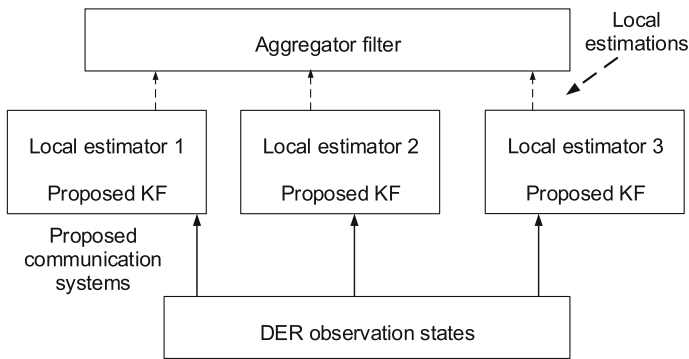 Local
estimations
Aggregator filter
Local estimator 1
Proposed KF
Local estimator 2
Proposed KF
Local estimator 3
Proposed KF
Proposed
communication
systems
DER observation states